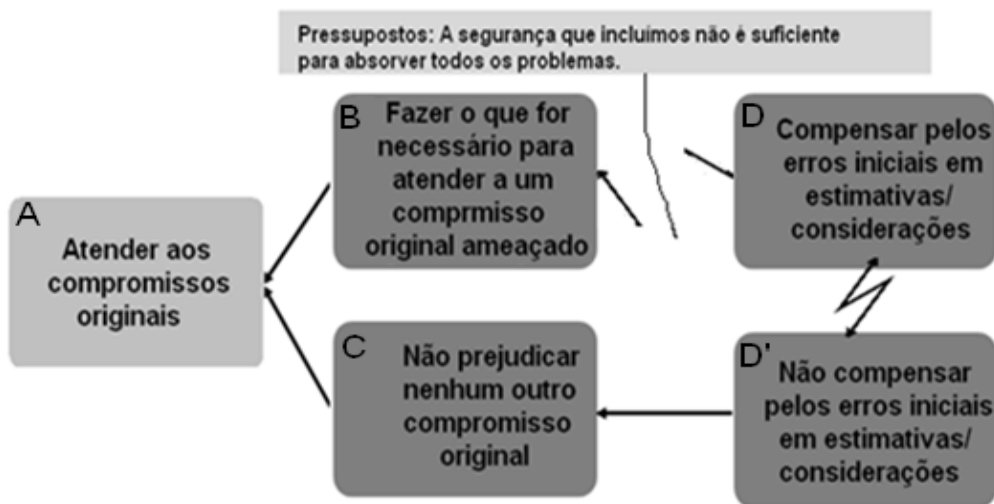 Pressupostos: A segurança que incluímos não é suficiente
para absorver todos os problemas.
A
Atender aos
compromissos
originais
B
Fazer o que for
necessário para
atender a um
comprmisso
original ameaçado
C
Não prejudicar
nenhum outro
compromisso
original
D
Compensar pelos
erros iniciais em
estimativas/
considerações
D'
Não compensar
pelos erros iniciais
em estimativas/
considerações